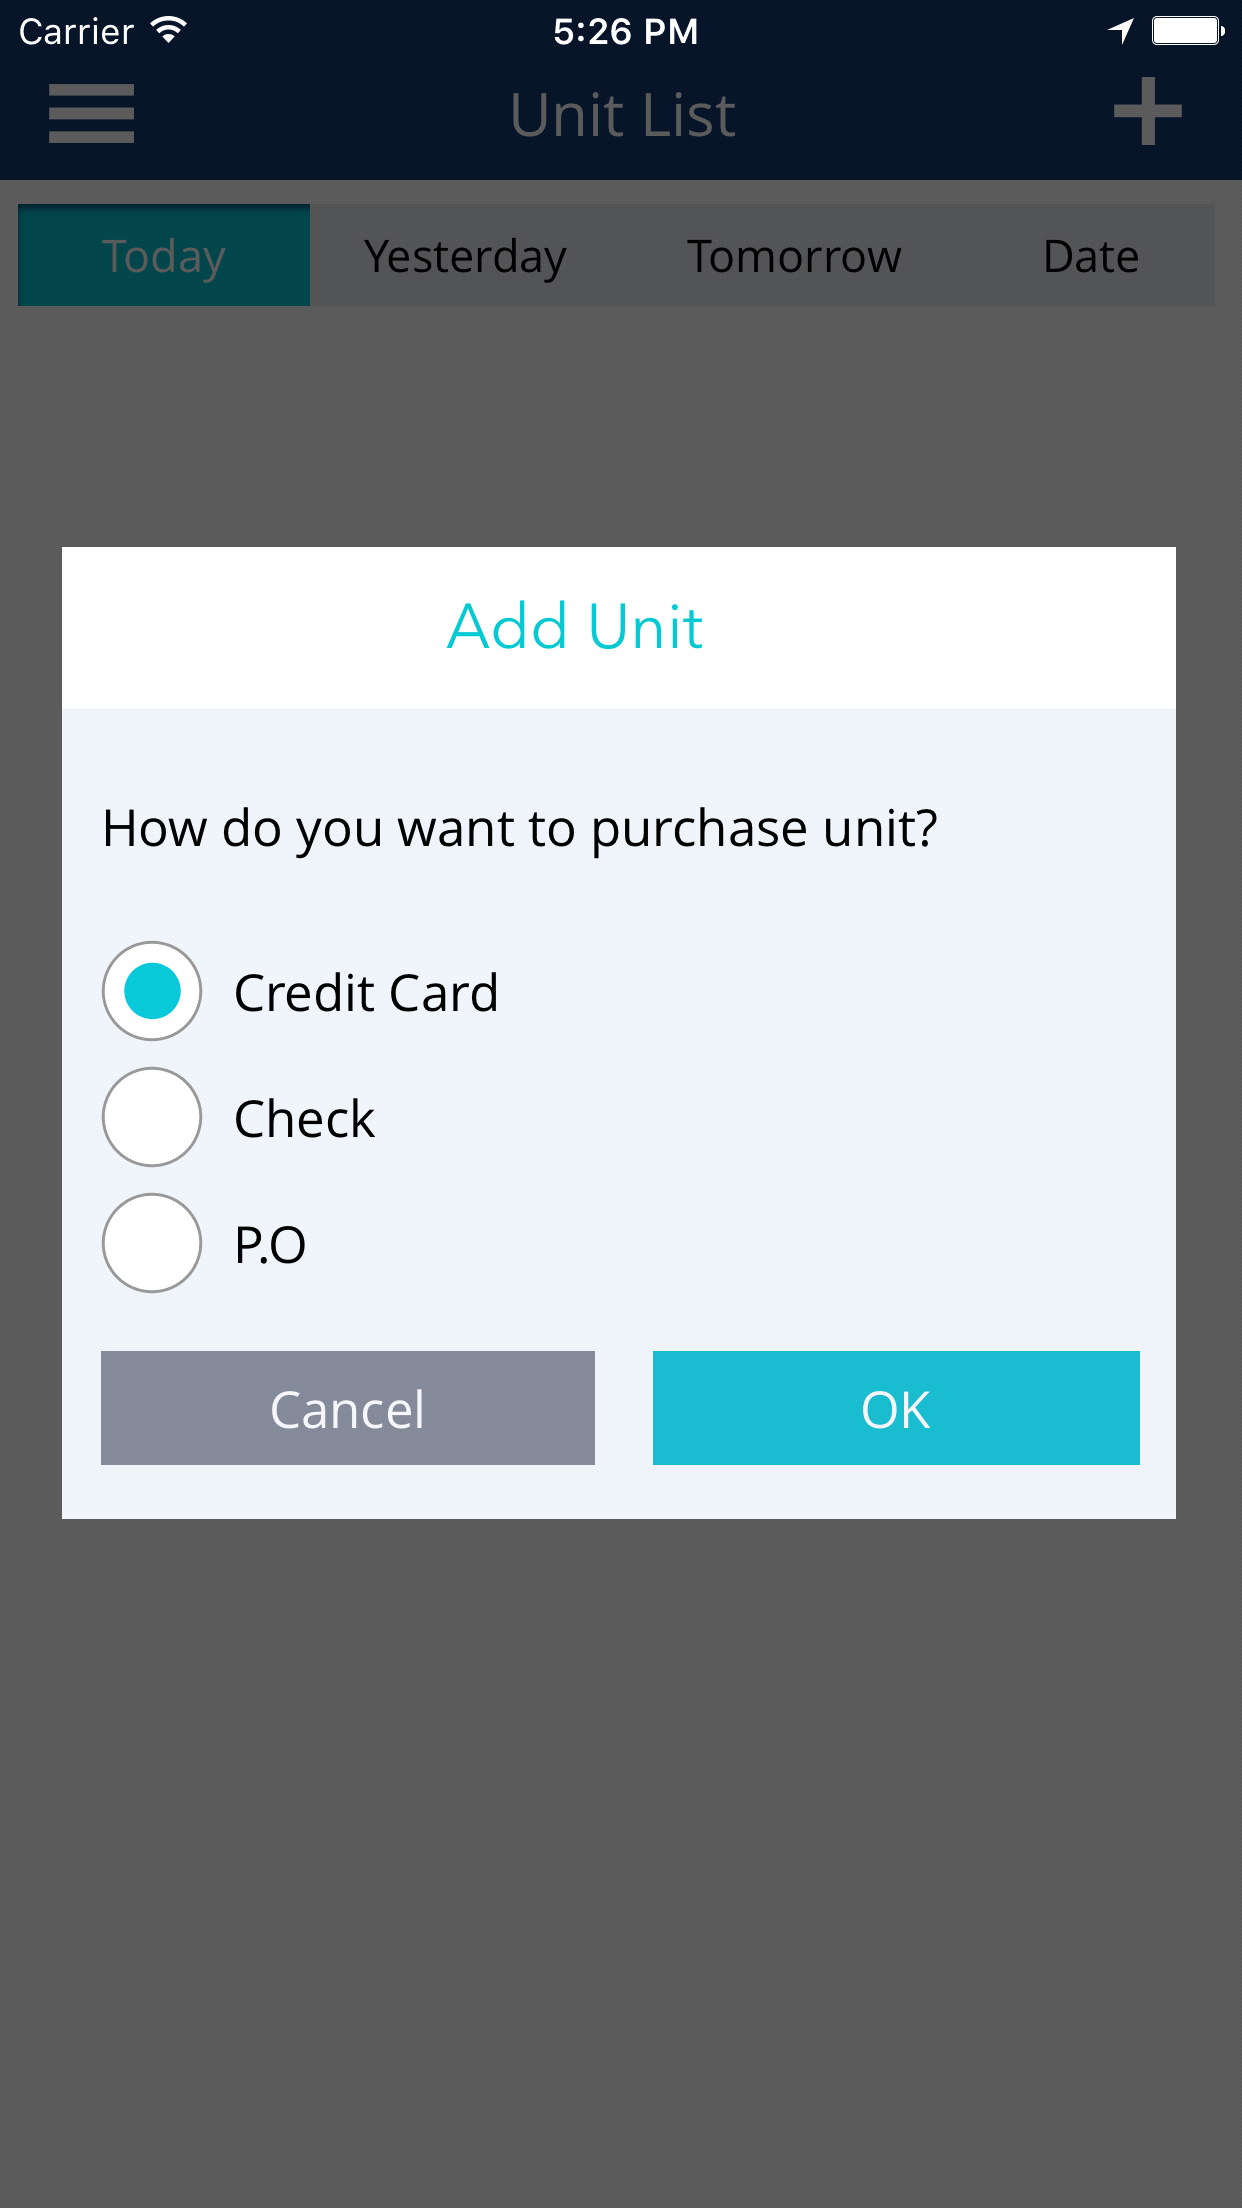 Carrier 5:26 PM
Unit List
Today Yesterday Tomorrow Date
Add Unit
How do you want to purchase unit?
Credit Card
Check
P.O
Cancel OK